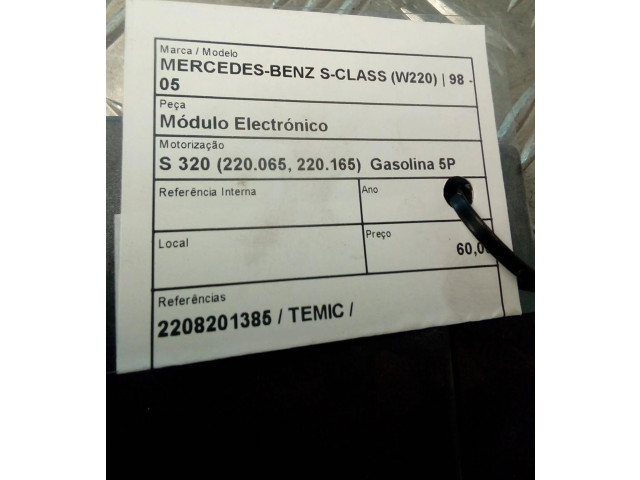 Marca / Modelo
MERCEDES-BENZ S-CLASS (W220) | 98 -
05
Peça
Módulo Electrónico
Motorização
S 320 (220.065, 220.165) Gasolina 5P
Referência Interna
Ano
Local
Preço
60,0
Referências
2208201385 / TEMIC /